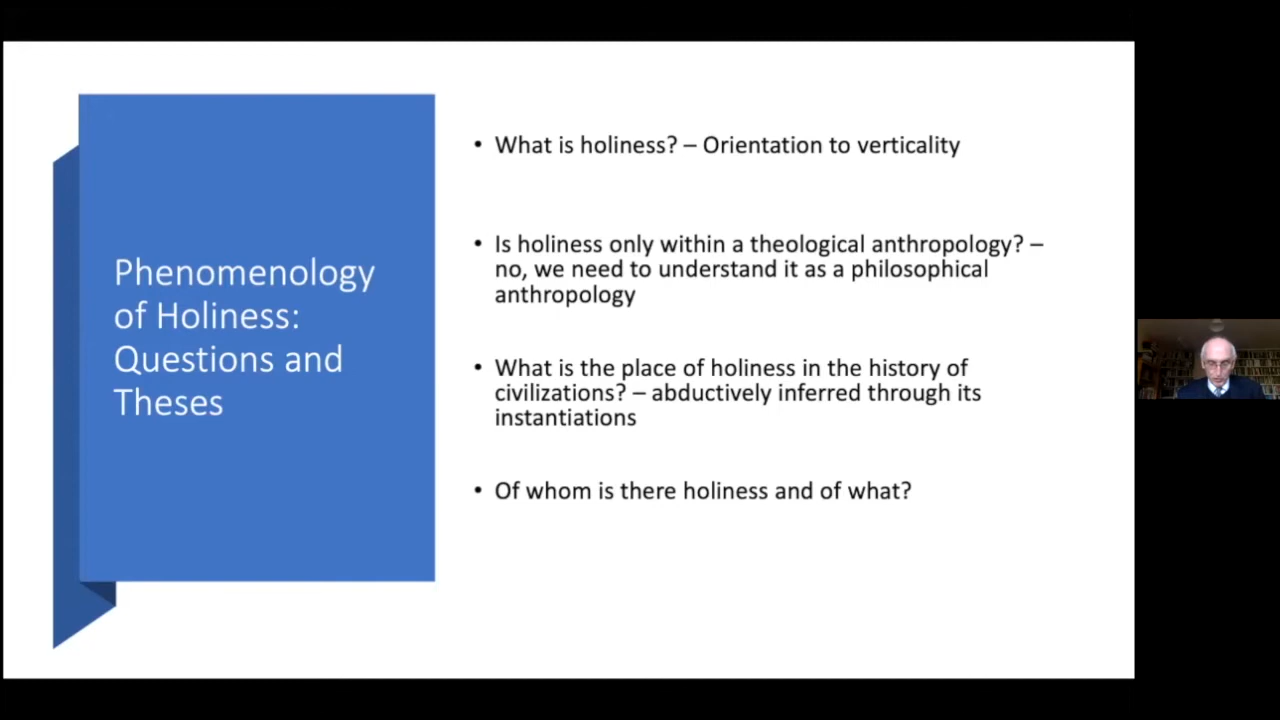 Phenomenology
of Holiness:
Questions and
Theses
• What is holiness? – Orientation to verticality
• Is holiness only within a theological anthropology? –
no, we need to understand it as a philosophical
anthropology
• What is the place of holiness in the history of
civilizations? – abductively inferred through its
instantiations
• Of whom is there holiness and of what?